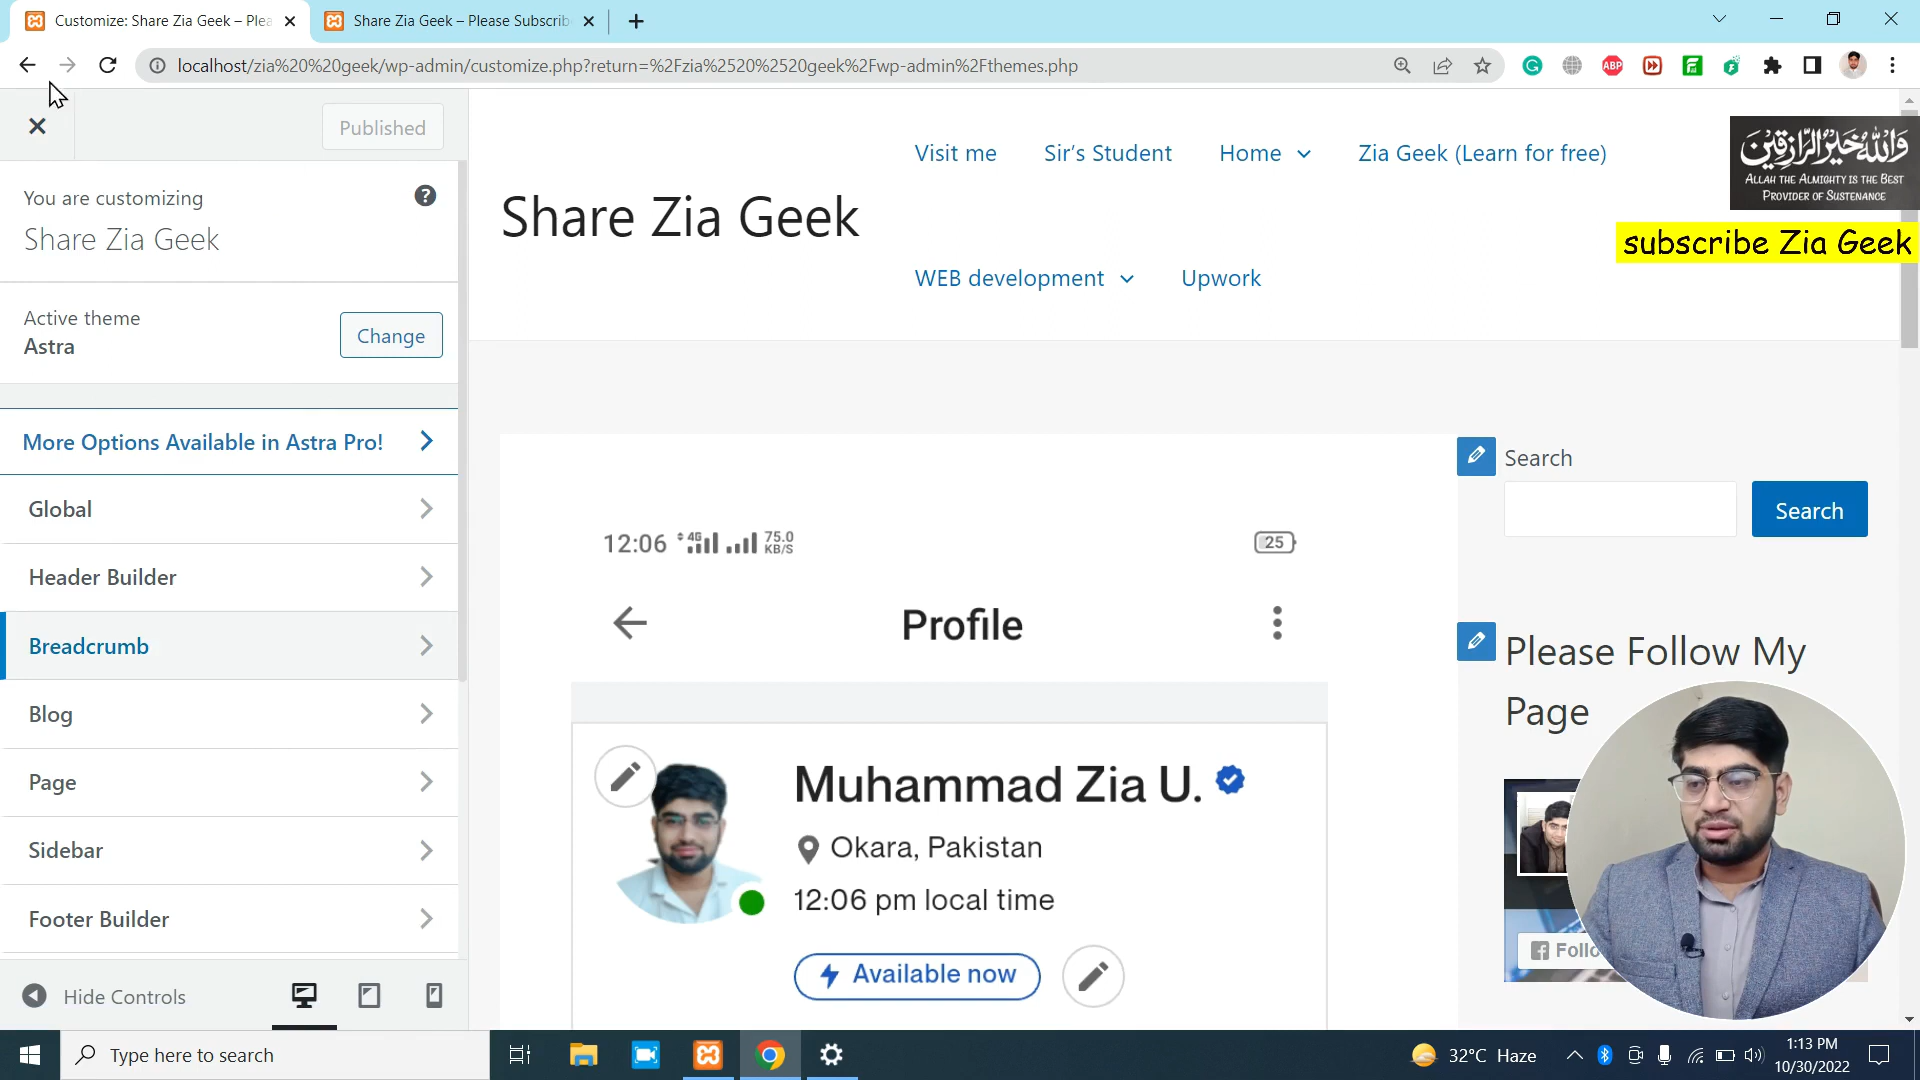 Customize: Share Zia Geek – Plea
Share Zia Geek – Please Subscrib
localhost/zia%20%20geek/wp-admin/customize.php?return=%2Fzia%2520%2520geek%2Fwp-admin%2Fthemes.php
ABP
Published
You are customizing
Share Zia Geek
Active theme
Astra
Change
More Options Available in Astra Pro!
Global
Header Builder
Breadcrumb
Blog
Page
Sidebar
Footer Builder
Hide Controls
Visit me
Sir's Student
Home
Zia Geek (Learn for free)
Share Zia Geek
WEB development
Upwork
والله خير الرازقين
Allah the Almighty is the Best
Provider of Sustenance
subscribe Zia Geek
Search
Search
Please Follow My
Page
Follo
12:06
4G
75.0
KB/S
25
Profile
Muhammad Zia U.
Okara, Pakistan
12:06 pm local time
Available now
Type here to search
32°C Haze
1:13 PM
10/30/2022